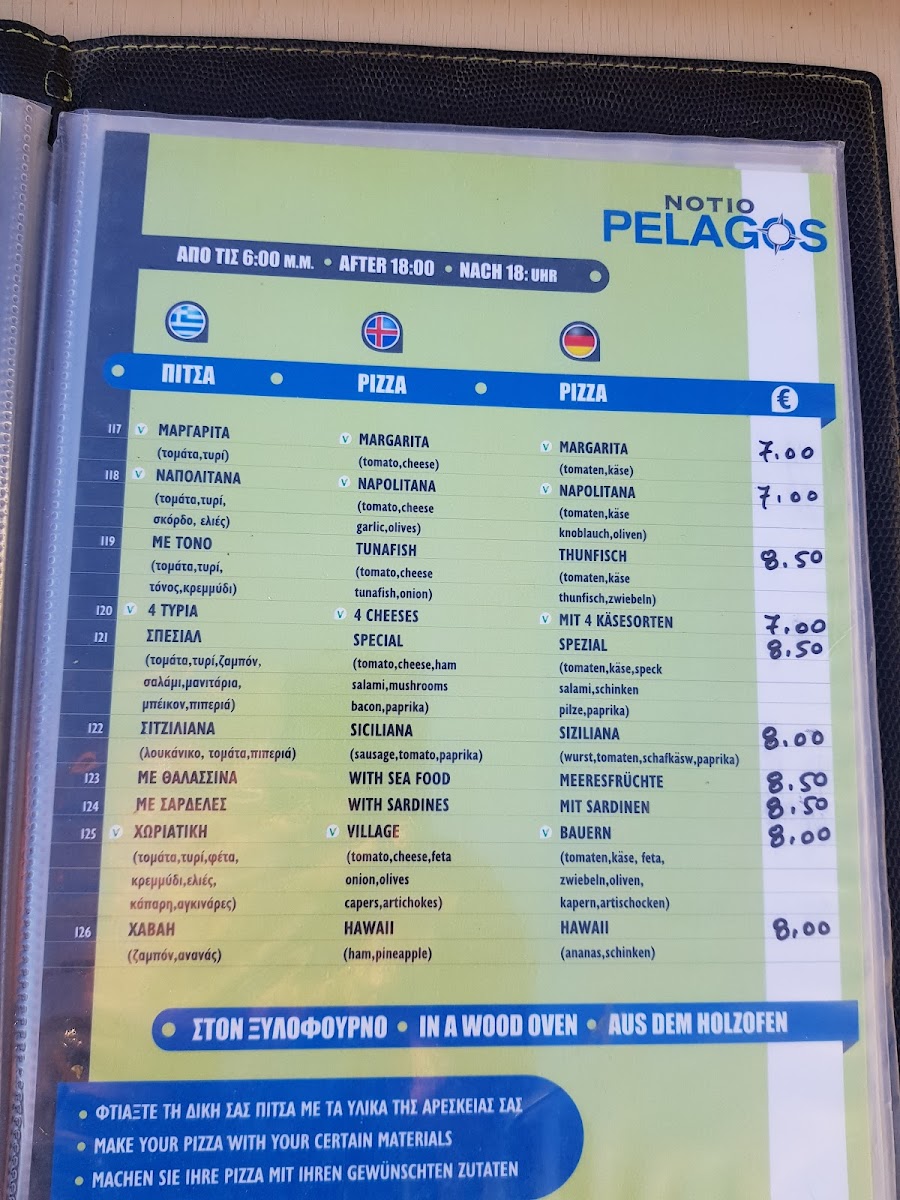 NOTIO
PELAGOS
ΑΠΟ ΤΙΣ 6:00 Μ.Μ. • AFTER 18:00 • NACH 18: UHR
ΠΙΤΣΑ • PIZZA • PIZZA €
117 v ΜΑΡΓΑΡΙΤΑ v MARGARITA v MARGARITA 7.00
(τομάτα,τυρί) (tomato,cheese) (tomaten,käse)
118 v ΝΑΠΟΛΙΤΑΝΑ v NAPOLITANA v NAPOLITANA 7.00
(τομάτα,τυρί, (tomato,cheese (tomaten,käse
σκόρδο, ελιές) garlic,olives) knoblauch,oliven)
119 ΜΕ ΤΟΝΟ TUNAFISH THUNFISCH 8.50
(τομάτα,τυρί, (tomato,cheese (tomaten,käse
τόνος,κρεμμύδι) tunafish,onion) thunfisch,zwiebeln)
120 v 4 ΤΥΡΙΑ v 4 CHEESES v MIT 4 KÄSESORTEN 7.00
121 ΣΠΕΣΙΑΛ SPECIAL SPEZIAL 8.50
(τομάτα,τυρί,ζαμπόν, (tomato,cheese,ham (tomaten,käse,speck
σαλάμι,μανιτάρια, salami,mushrooms salami,schinken
μπέικον,πιπεριά) bacon,paprika) pilze,paprika)
122 ΣΙΤΖΙΛΙΑΝΑ SICILIANA SIZILIANA 8.00
(λουκάνικο, τομάτα,πιπεριά) (sausage,tomato,paprika) (wurst,tomaten,schafkäsw,paprika)
123 ΜΕ ΘΑΛΑΣΣΙΝΑ WITH SEA FOOD MEERESFRÜCHTE 8.50
124 ΜΕ ΣΑΡΔΕΛΕΣ WITH SARDINES MIT SARDINEN 8.50
125 v ΧΩΡΙΑΤΙΚΗ v VILLAGE v BAUERN 8,00
(τομάτα,τυρί,φέτα, (tomato,cheese,feta (tomaten,käse, feta,
κρεμμύδι,ελιές, onion,olives zwiebeln,oliven,
κάπαρη,αγκινάρες) capers,artichokes) kapern,artischocken)
126 ΧΑΒΑΗ HAWAII HAWAII 8,00
(ζαμπόν,ανανάς) (ham,pineapple) (ananas,schinken)
ΣΤΟΝ ΞΥΛΟΦΟΥΡΝΟ • IN A WOOD OVEN • AUS DEM HOLZOFEN
• ΦΤΙΑΞΤΕ ΤΗ ΔΙΚΗ ΣΑΣ ΠΙΤΣΑ ΜΕ ΤΑ ΥΛΙΚΑ ΤΗΣ ΑΡΕΣΚΕΙΑΣ ΣΑΣ
• MAKE YOUR PIZZA WITH YOUR CERTAIN MATERIALS
• MACHEN SIE IHRE PIZZA MIT IHREN GEWÜNSCHTEN ZUTATEN